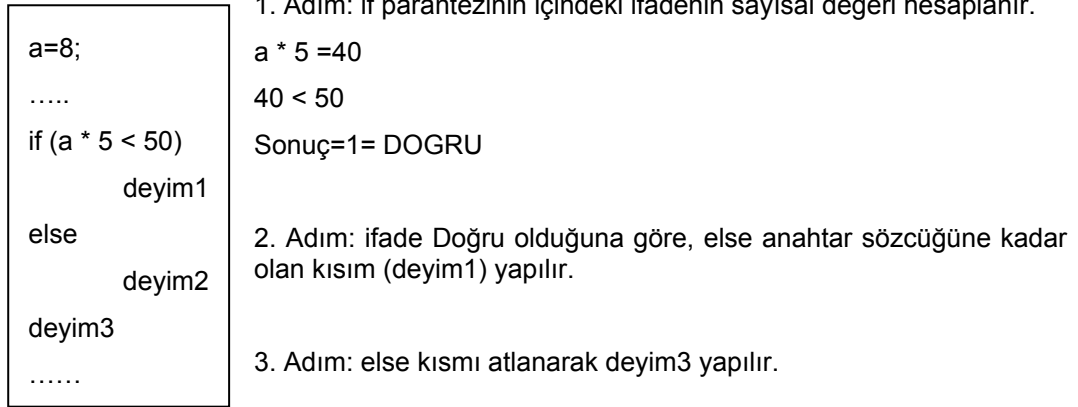 a=8;
…..
if (a * 5 < 50)
deyim1
else
deyim2
deyim3
……
1. Adım: if parantezinin içindeki ifadenin sayısal değeri hesaplanır.
a * 5 =40
40 < 50
Sonuç=1= DOGRU
2. Adım: ifade Doğru olduğuna göre, else anahtar sözcüğüne kadar
olan kısım (deyim1) yapılır.
3. Adım: else kısmı atlanarak deyim3 yapılır.